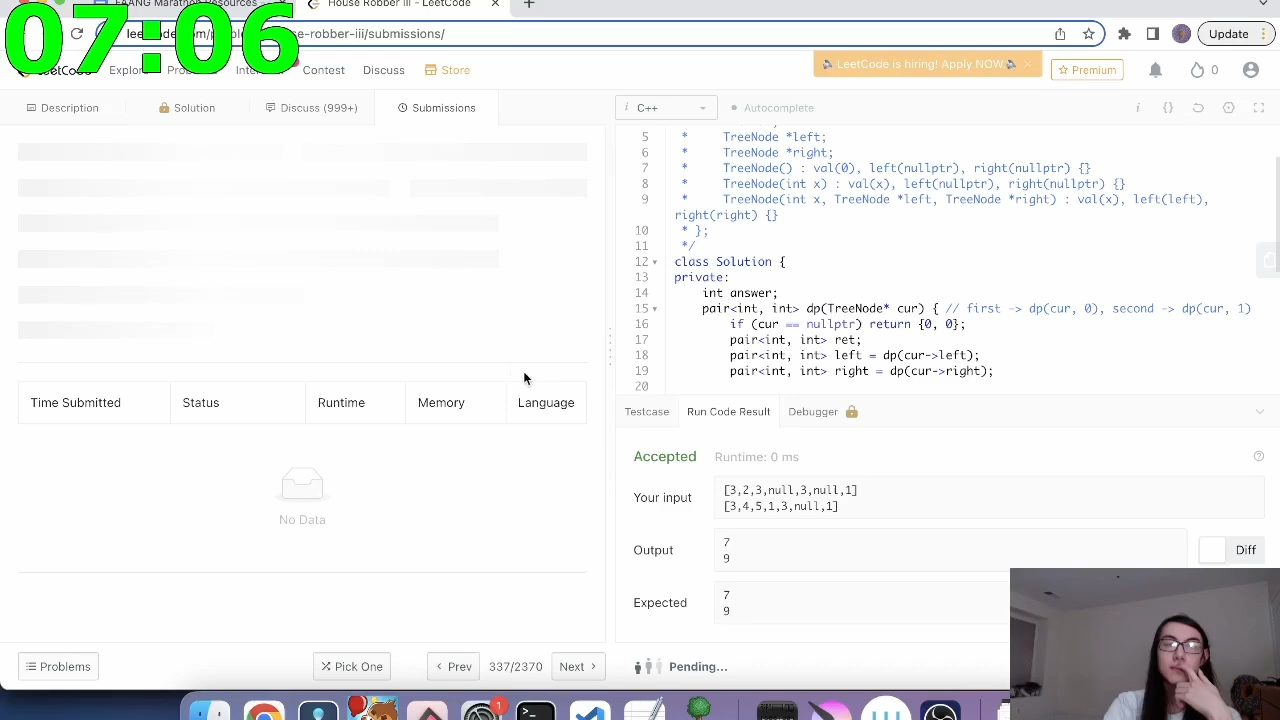 07:06
FAANG Marathon Resources
House Robber III - LeetCode
-robber-iii/submissions/
Update
Explor
Contest
Discuss
Store
LeetCode is hiring! Apply NOW.
Premium
0
Description
Solution
Discuss (999+)
Submissions
i C++
Autocomplete
5 * TreeNode *left;
6 * TreeNode *right;
7 * TreeNode() : val(0), left(nullptr), right(nullptr) {}
8 * TreeNode(int x) : val(x), left(nullptr), right(nullptr) {}
9 * TreeNode(int x, TreeNode *left, TreeNode *right) : val(x), left(left),
right(right) {}
10 * };
11 */
12 class Solution {
13 private:
14 int answer;
15 pair<int, int> dp(TreeNode* cur) { // first -> dp(cur, 0), second -> dp(cur, 1)
16 if (cur == nullptr) return {0, 0};
17 pair<int, int> ret;
18 pair<int, int> left = dp(cur->left);
19 pair<int, int> right = dp(cur->right);
20
Time Submitted
Status
Runtime
Memory
Language
No Data
Testcase
Run Code Result
Debugger
Accepted
Runtime: 0 ms
Your input
[3,2,3,null,3,null,1]
[3,4,5,1,3,null,1]
Output
7
9
Diff
Expected
7
9
Problems
Pick One
Prev
337/2370
Next
Pending...
1